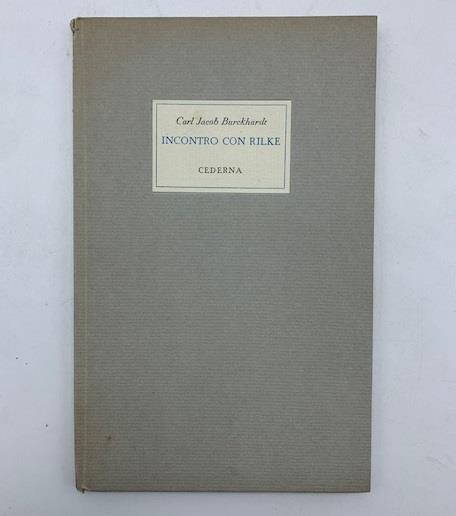 Carl Jacob Burckhardt
INCONTRO CON RILKE
CEDERNA